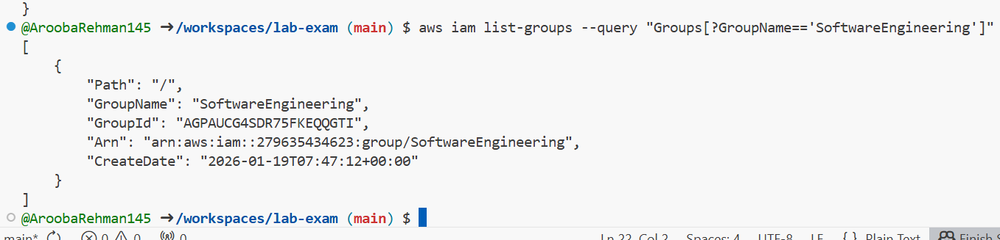 }
@AroobaRehman145 ➜/workspaces/lab-exam (main) $ aws iam list-groups --query "Groups[?GroupName=='SoftwareEngineering']"
[
    {
        "Path": "/",
        "GroupName": "SoftwareEngineering",
        "GroupId": "AGPAUCG4SDR75FKEQQGTI",
        "Arn": "arn:aws:iam::279635434623:group/SoftwareEngineering",
        "CreateDate": "2026-01-19T07:47:12+00:00"
    }
]
@AroobaRehman145 ➜/workspaces/lab-exam (main) $
main* 0 0 0 Ln 22, Col 2 Spaces: 4 UTF-8 LF { } Plain Text Finish